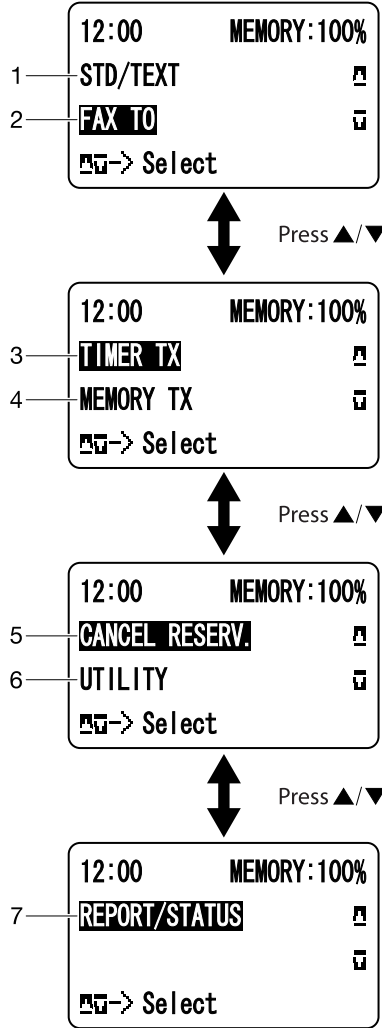 12:00 MEMORY:100%
1 STD/TEXT
2 FAX TO
-> Select
Press ▲/▼
12:00 MEMORY:100%
3 TIMER TX
4 MEMORY TX
-> Select
Press ▲/▼
12:00 MEMORY:100%
5 CANCEL RESERV.
6 UTILITY
-> Select
Press ▲/▼
12:00 MEMORY:100%
7 REPORT/STATUS
-> Select